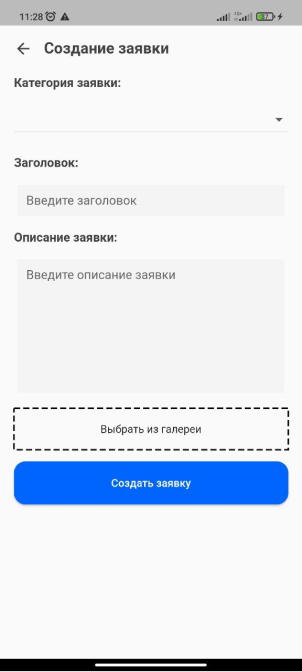 11:28
Создание заявки
Категория заявки:
Заголовок:
Введите заголовок
Описание заявки:
Введите описание заявки
Выбрать из галереи
Создать заявку